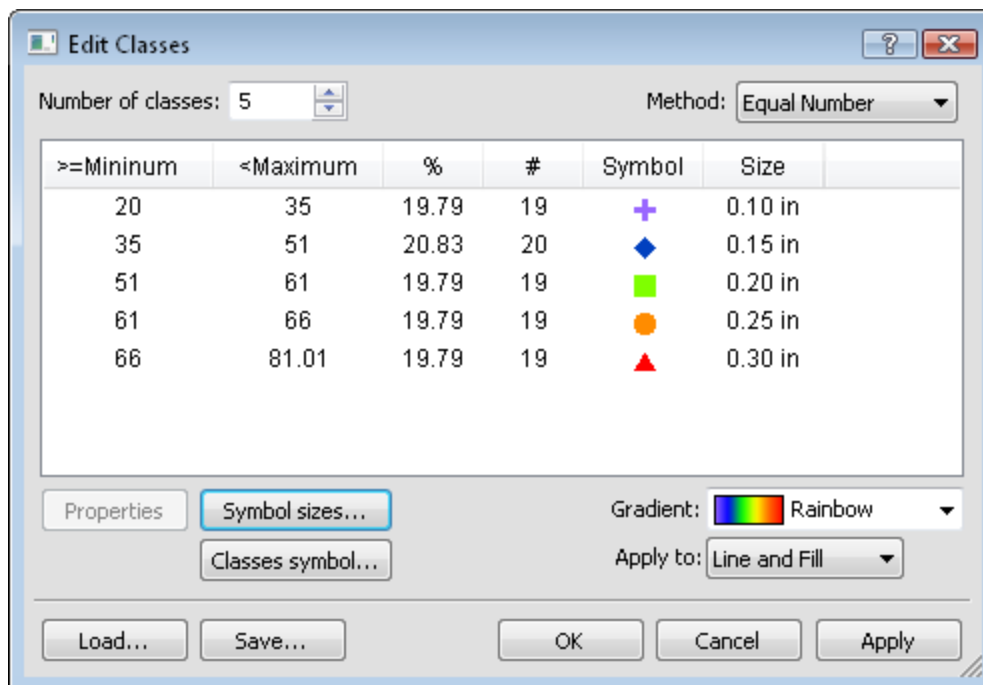 Edit Classes
Number of classes: 5 Method: Equal Number
>=Mininum <Maximum % # Symbol Size
20 35 19.79 19 0.10 in
35 51 20.83 20 0.15 in
51 61 19.79 19 0.20 in
61 66 19.79 19 0.25 in
66 81.01 19.79 19 0.30 in
Properties Symbol sizes... Gradient: Rainbow
Classes symbol... Apply to: Line and Fill
Load... Save... OK Cancel Apply